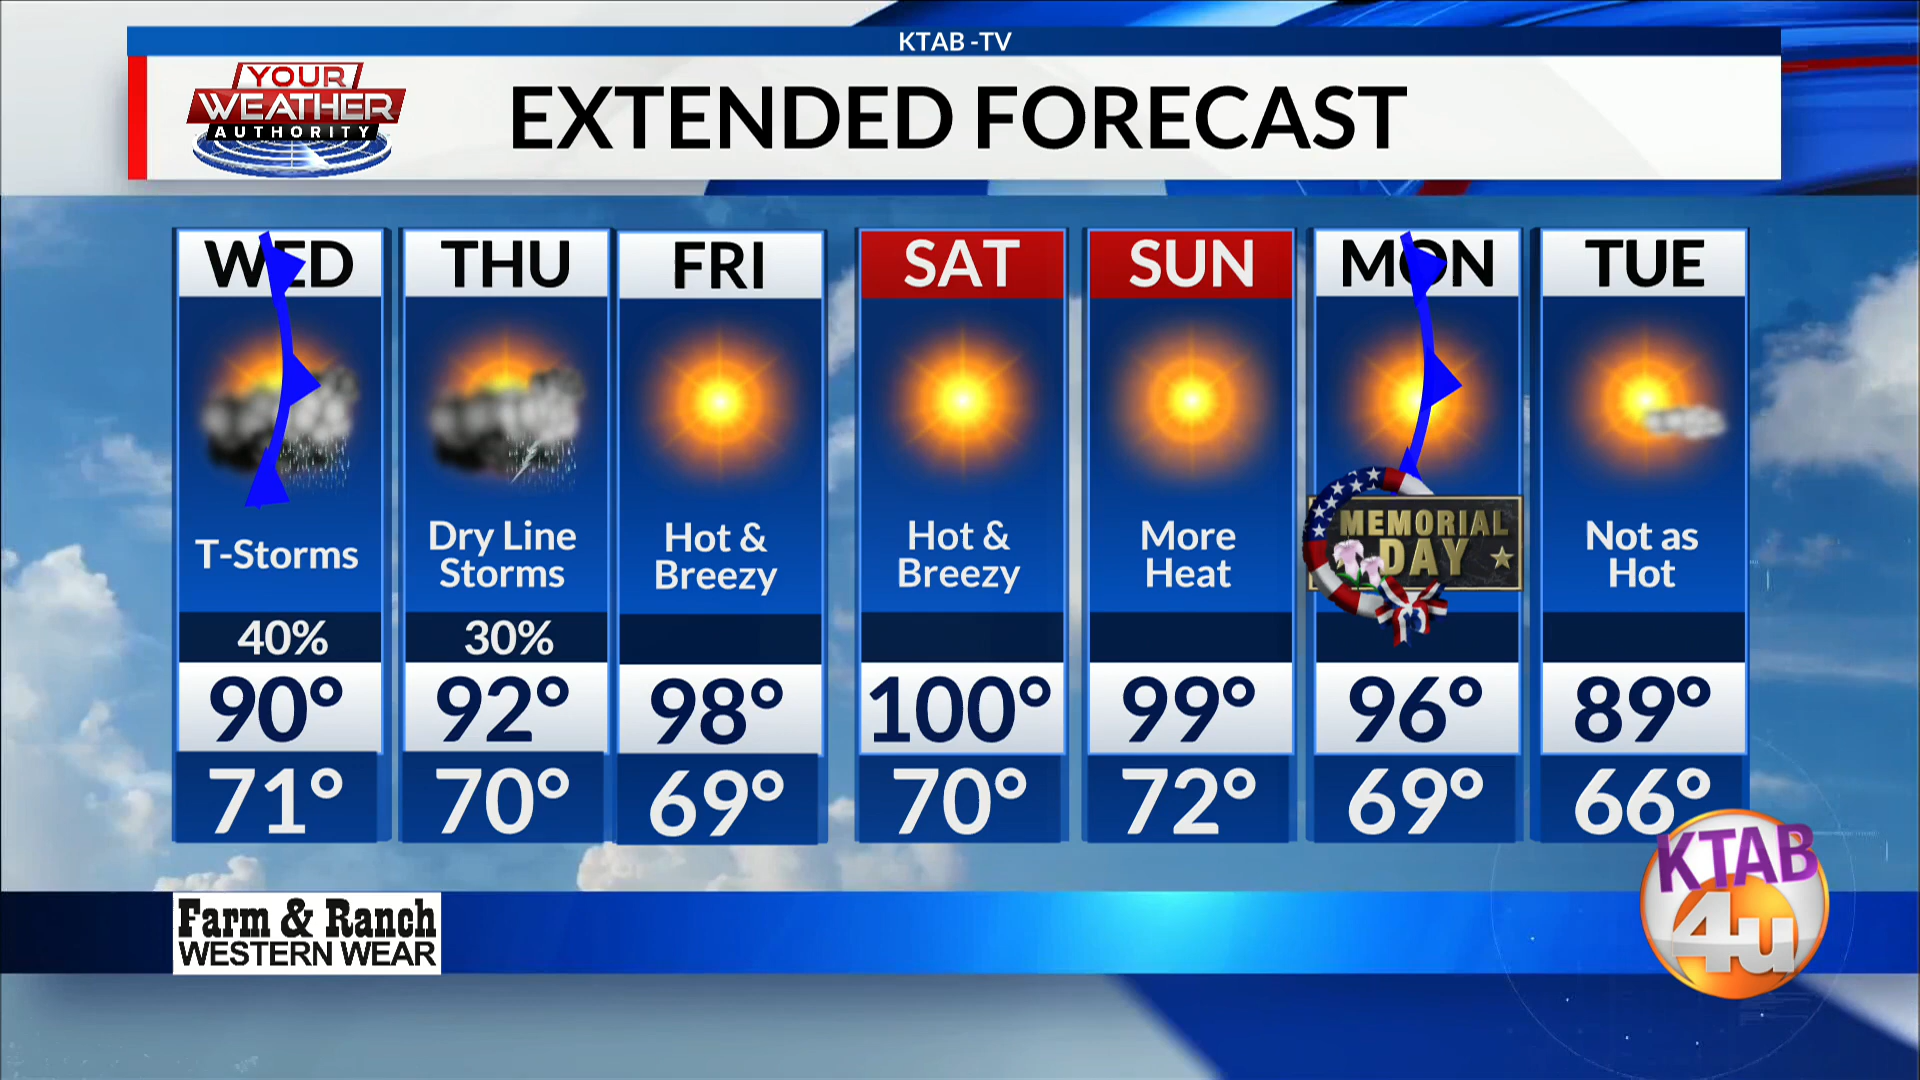 KTAB -TV
YOUR
WEATHER
AUTHORITY
EXTENDED FORECAST
WED
THU
FRI
SAT
SUN
MON
TUE
T-Storms
Dry Line
Storms
Hot &
Breezy
Hot &
Breezy
More
Heat
MEMORIAL
DAY
Not as
Hot
40%
30%
90°
92°
98°
100°
99°
96°
89°
71°
70°
69°
70°
72°
69°
66°
Farm & Ranch
WESTERN WEAR
KTAB
4u